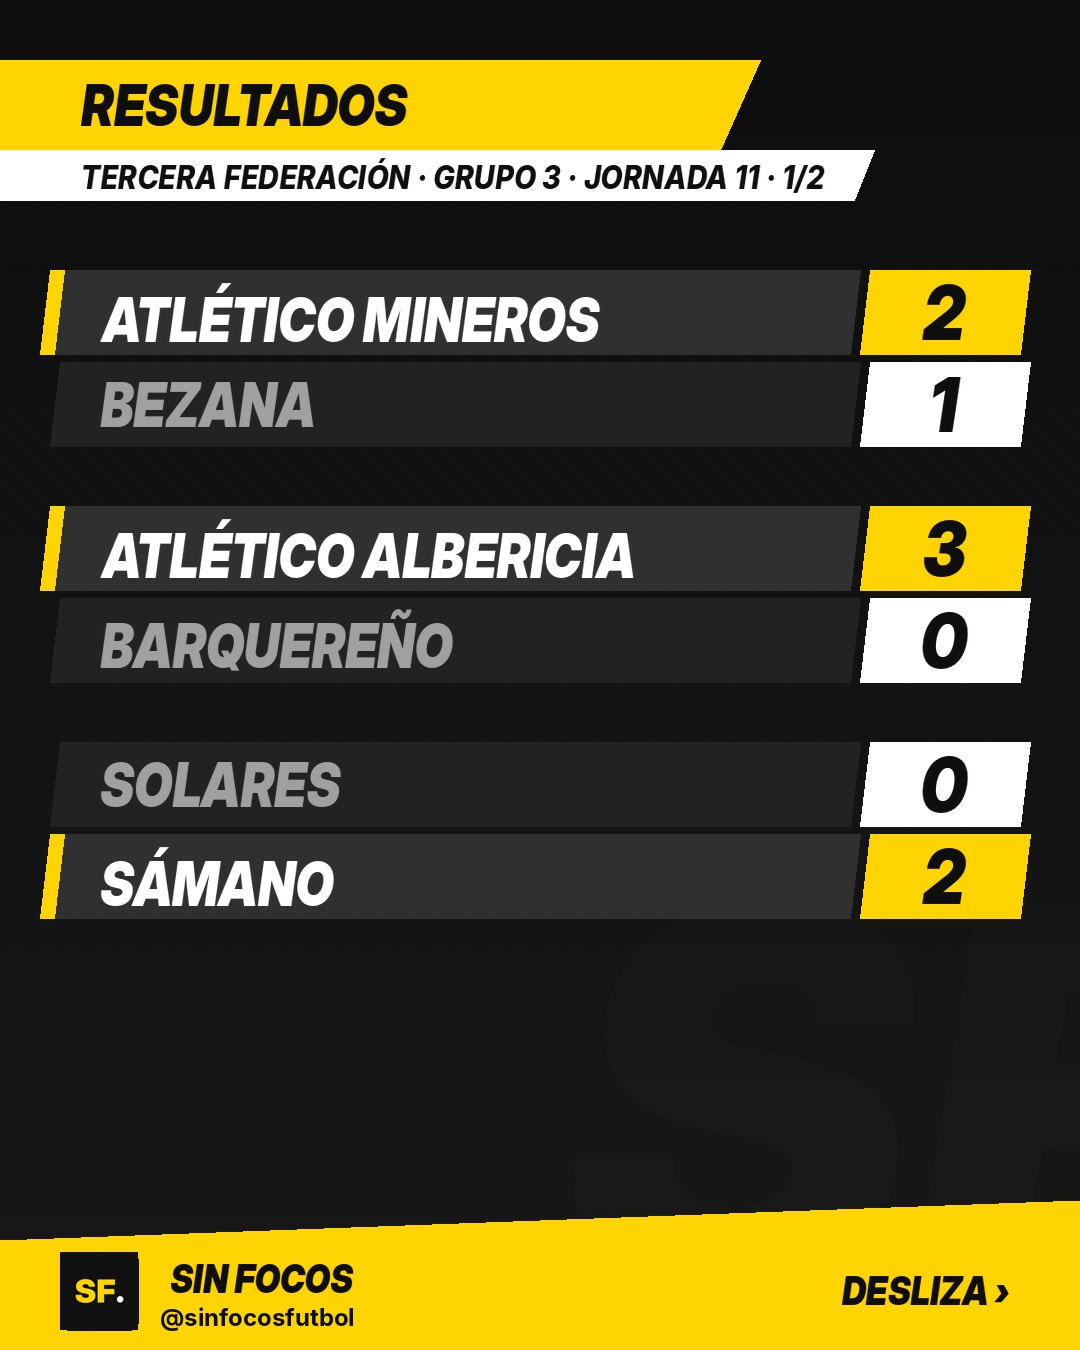 RESULTADOS
TERCERA FEDERACIÓN · GRUPO 3 · JORNADA 11 · 1/2
ATLÉTICO MINEROS 2
BEZANA 1
ATLÉTICO ALBERICIA 3
BARQUEREÑO 0
SOLARES 0
SÁMANO 2
SF
SF.
SIN FOCOS
@sinfocosfutbol
DESLIZA ›